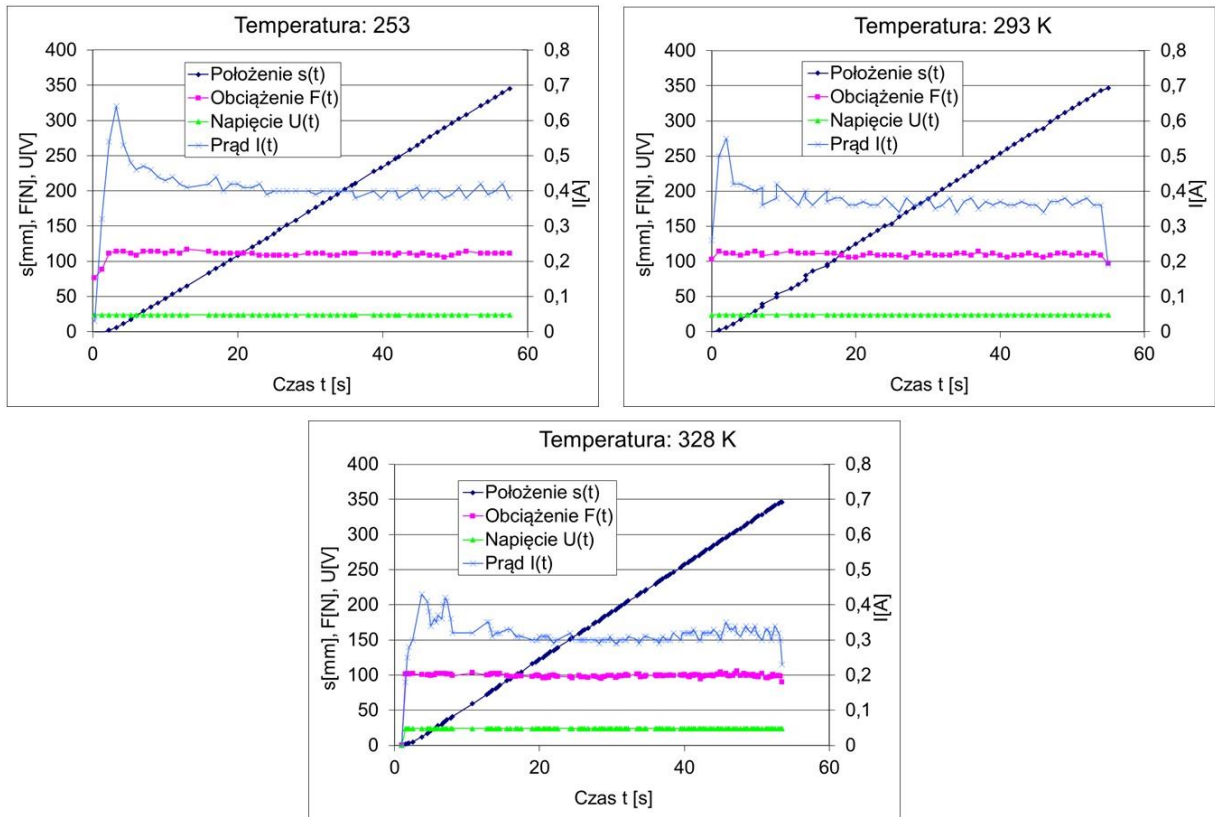 Temperatura: 253
400
350
300
250
200
150
100
50
0
s[mm], F[N], U[V]
0,8
0,7
0,6
0,5
0,4
0,3
0,2
0,1
0
I[A]
Położenie s(t)
Obciążenie F(t)
Napięcie U(t)
Prąd I(t)
0 20 40 60
Czas t [s]
Temperatura: 293 K
400
350
300
250
200
150
100
50
0
s[mm], F[N], U[V]
0,8
0,7
0,6
0,5
0,4
0,3
0,2
0,1
0
I[A]
Położenie s(t)
Obciążenie F(t)
Napięcie U(t)
Prąd I(t)
0 20 40 60
Czas t [s]
Temperatura: 328 K
400
350
300
250
200
150
100
50
0
s[mm], F[N], U[V]
0,8
0,7
0,6
0,5
0,4
0,3
0,2
0,1
0
I[A]
Położenie s(t)
Obciążenie F(t)
Napięcie U(t)
Prąd I(t)
0 20 40 60
Czas t [s]